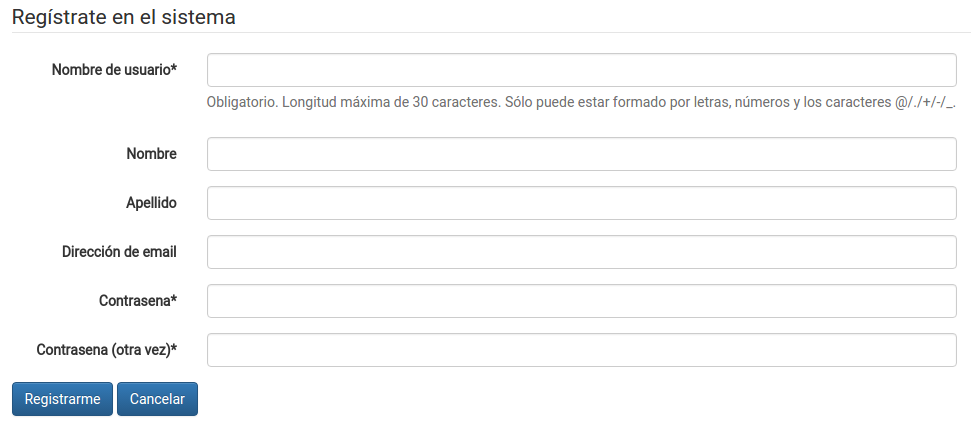 Regístrate en el sistema
Nombre de usuario*
Obligatorio. Longitud máxima de 30 caracteres. Sólo puede estar formado por letras, números y los caracteres @/./+/-/_.
Nombre
Apellido
Dirección de email
Contrasena*
Contrasena (otra vez)*
Registrarme Cancelar